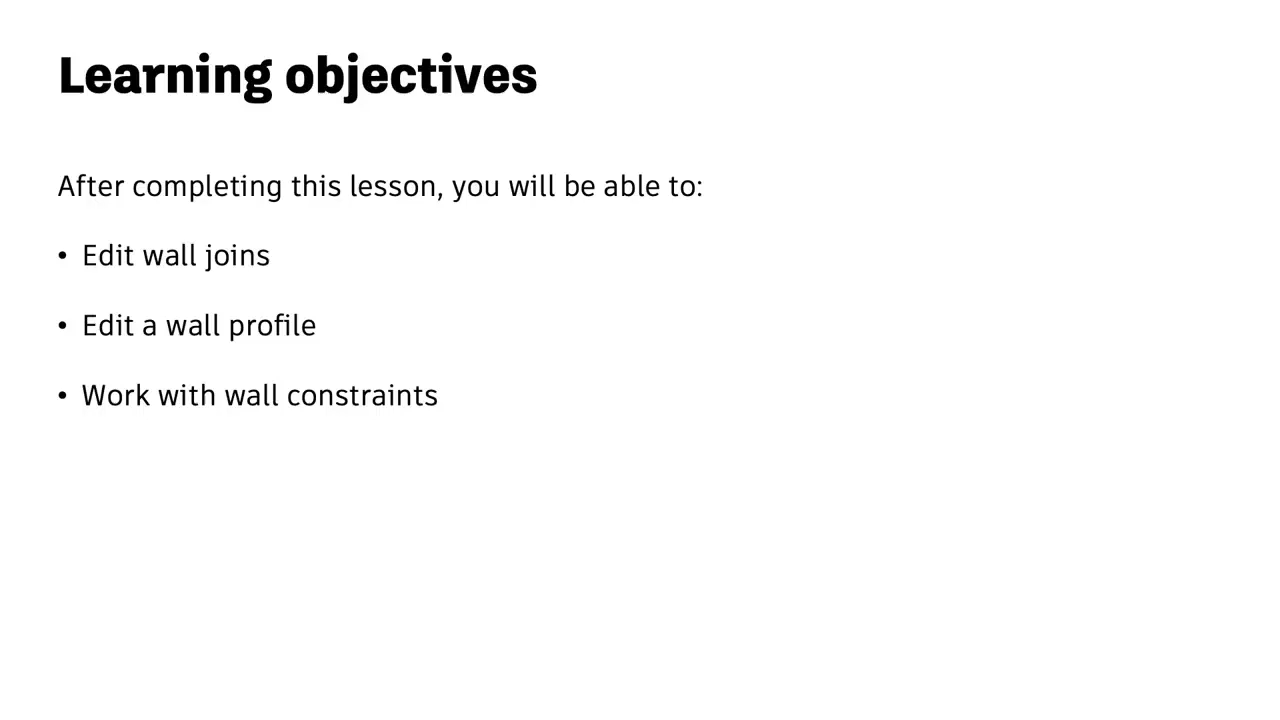 Learning objectives
After completing this lesson, you will be able to:
• Edit wall joins
• Edit a wall profile
• Work with wall constraints